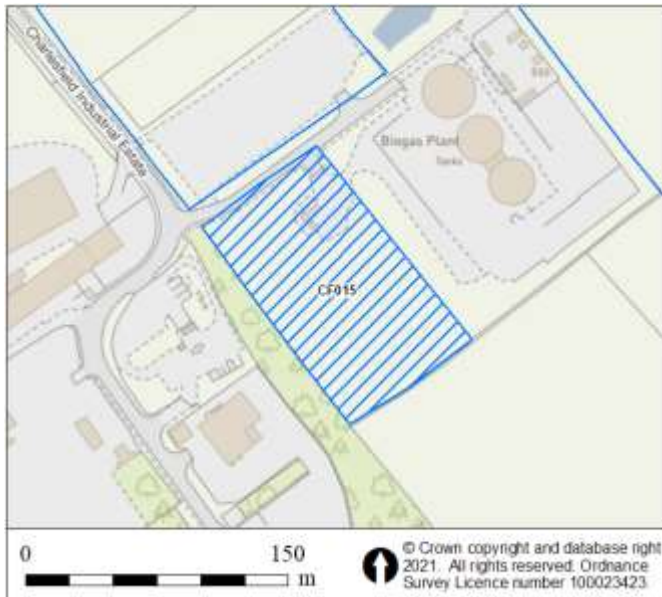 Charlesfield Industrial Estate
Biogas Plant
Tanks
CF015
0 150
m
© Crown copyright and database right
2021. All rights reserved. Ordnance
Survey Licence number 100023423.